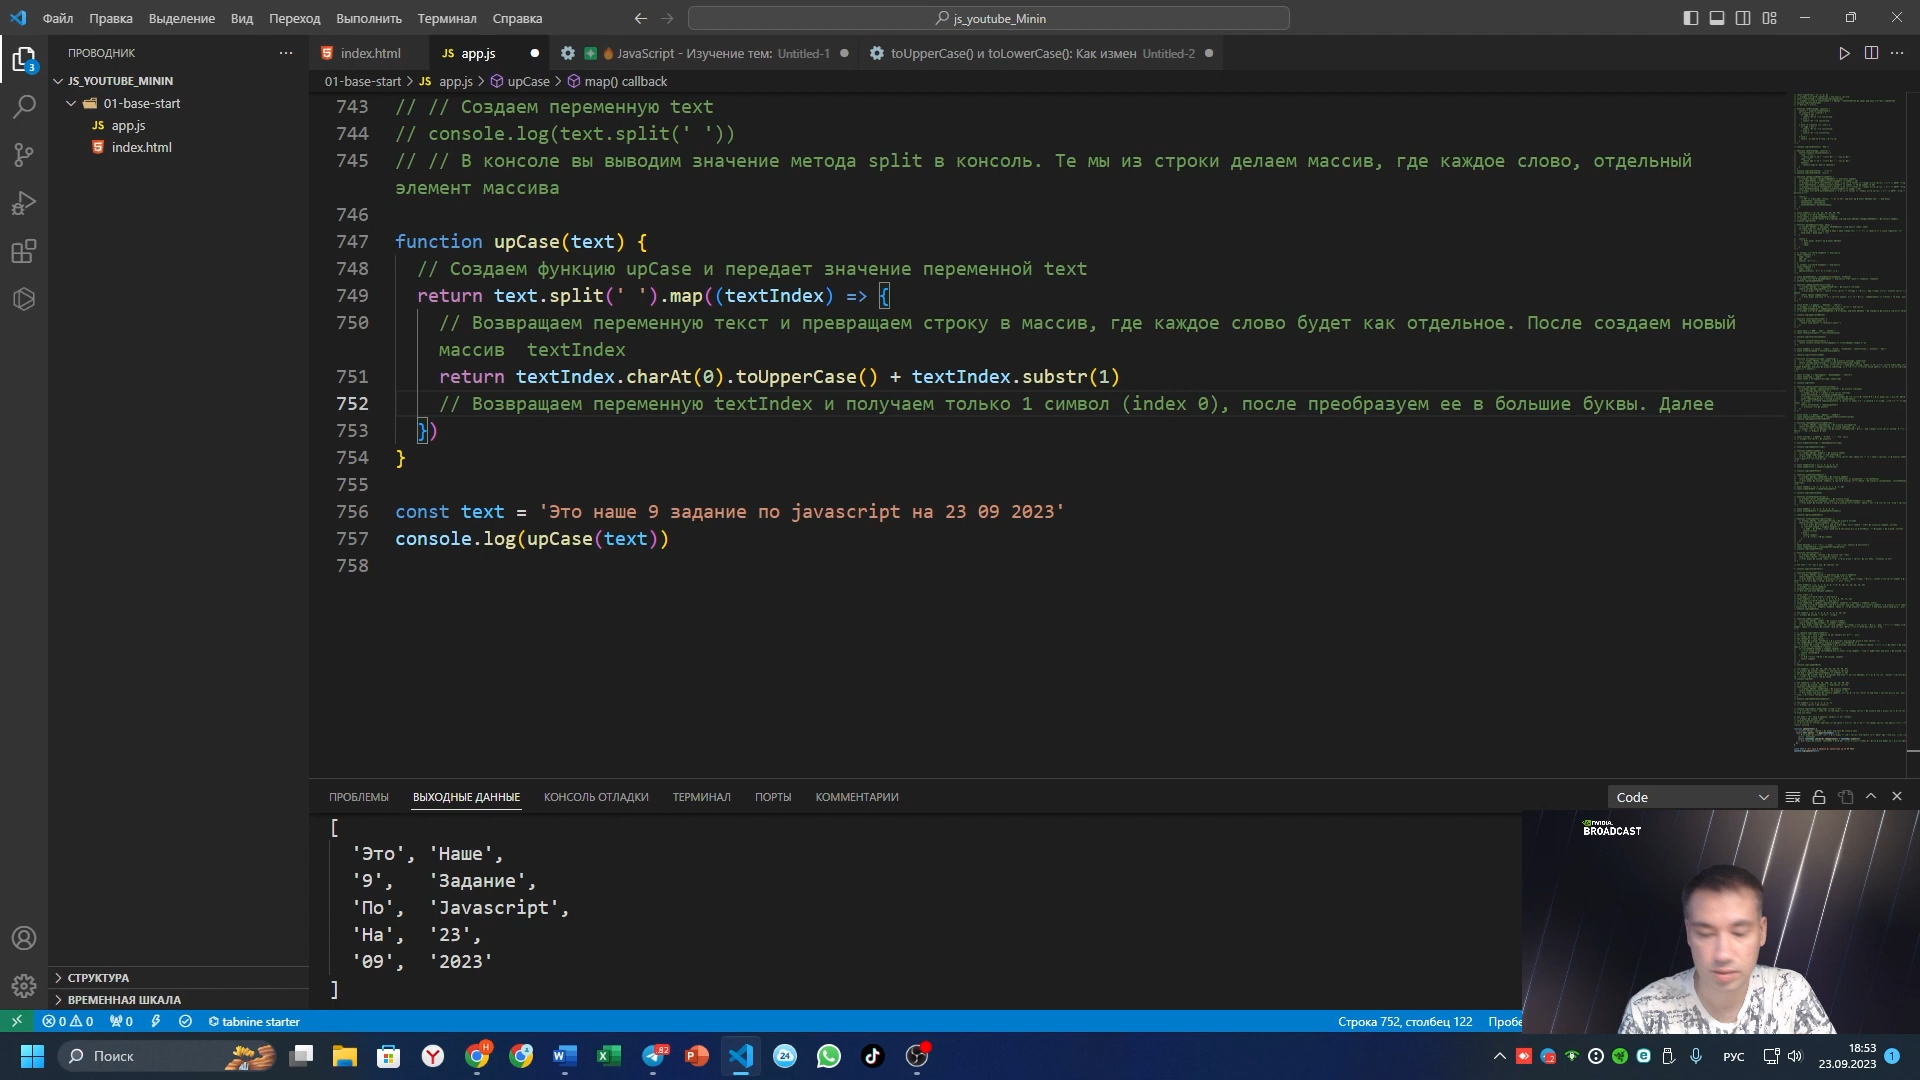 Файл Правка Выделение Вид Переход Выполнить Терминал Справка
js_youtube_Minin
ПРОВОДНИК
index.html
JS app.js
JavaScript - Изучение тем: Untitled-1
toUpperCase() и toLowerCase(): Как измен Untitled-2
3
JS_YOUTUBE_MININ
01-base-start
JS app.js
index.html
01-base-start > JS app.js > upCase > map() callback
743 // // Создаем переменную text
744 // console.log(text.split(' '))
745 // // В консоле вы выводим значение метода split в консоль. Те мы из строки делаем массив, где каждое слово, отдельный
элемент массива
746
747 function upCase(text) {
748 // Создаем функцию upCase и передает значение переменной text
749 return text.split(' ').map((textIndex) => {
750 // Возвращаем переменную текст и превращаем строку в массив, где каждое слово будет как отдельное. После создаем новый
массив  textIndex
751 return textIndex.charAt(0).toUpperCase() + textIndex.substr(1)
752 // Возвращаем переменную textIndex и получаем только 1 символ (index 0), после преобразуем ее в большие буквы. Далее
753 })
754 }
755
756 const text = 'Это наше 9 задание по javascript на 23 09 2023'
757 console.log(upCase(text))
758
ПРОБЛЕМЫ ВЫХОДНЫЕ ДАННЫЕ КОНСОЛЬ ОТЛАДКИ ТЕРМИНАЛ ПОРТЫ КОММЕНТАРИИ
Code
[
'Это', 'Наше',
'9', 'Задание',
'По', 'Javascript',
'На', '23',
'09', '2023'
]
NVIDIA.
BROADCAST
СТРУКТУРА
ВРЕМЕННАЯ ШКАЛА
0 0 0 tabnine starter
Строка 752, столбец 122
Поиск
82
24
РУС
18:53
23.09.2023
1